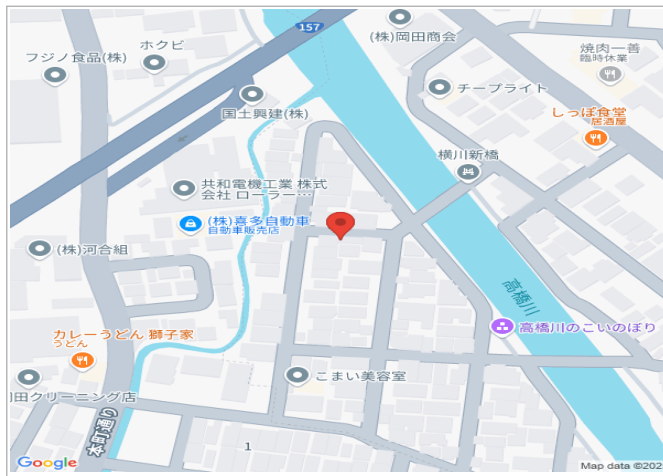 157
(株)岡田商会
ホクビ
フジノ食品(株)
焼肉一善
臨時休業
チープライト
国土興建(株)
しっぽ食堂
居酒屋
横川新橋
共和電機工業 株式
会社 ローラー…
(株)喜多自動車
自動車販売店
(株)河合組
高橋川
高橋川のこいのぼり
カレーうどん 獅子家
うどん
こまい美容室
田クリーニング店
本町通り
1
Google
Map data ©202